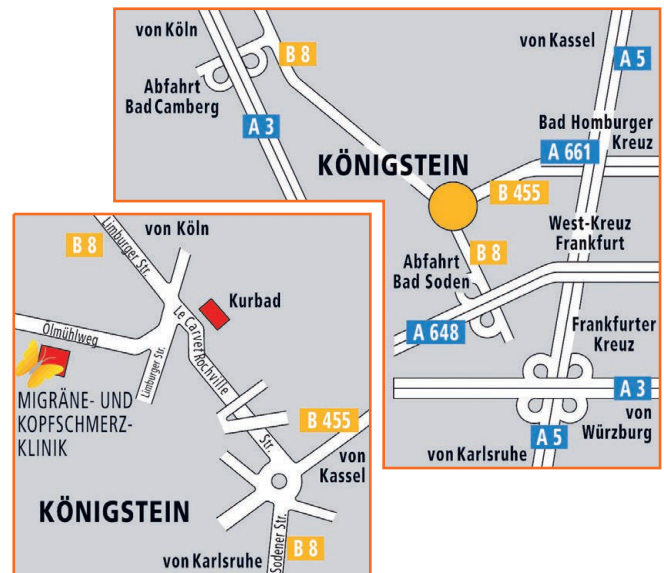 von Köln
B 8
von Kassel
A 5
Abfahrt
Bad Camberg
A 3
Bad Homburger
Kreuz
A 661
KÖNIGSTEIN
B 455
West-Kreuz
Frankfurt
B 8
Abfahrt
Bad Soden
A 648
Frankfurter
Kreuz
A 3
von
Würzburg
A 5
von Karlsruhe
Limburger Str.
von Köln
B 8
Kurbad
Ölmühlweg
Le Carvet Rochville
Str.
Limburger Str.
MIGRÄNE- UND
KOPFSCHMERZ-
KLINIK
B 455
von
Kassel
KÖNIGSTEIN
Sodener Str.
B 8
von Karlsruhe